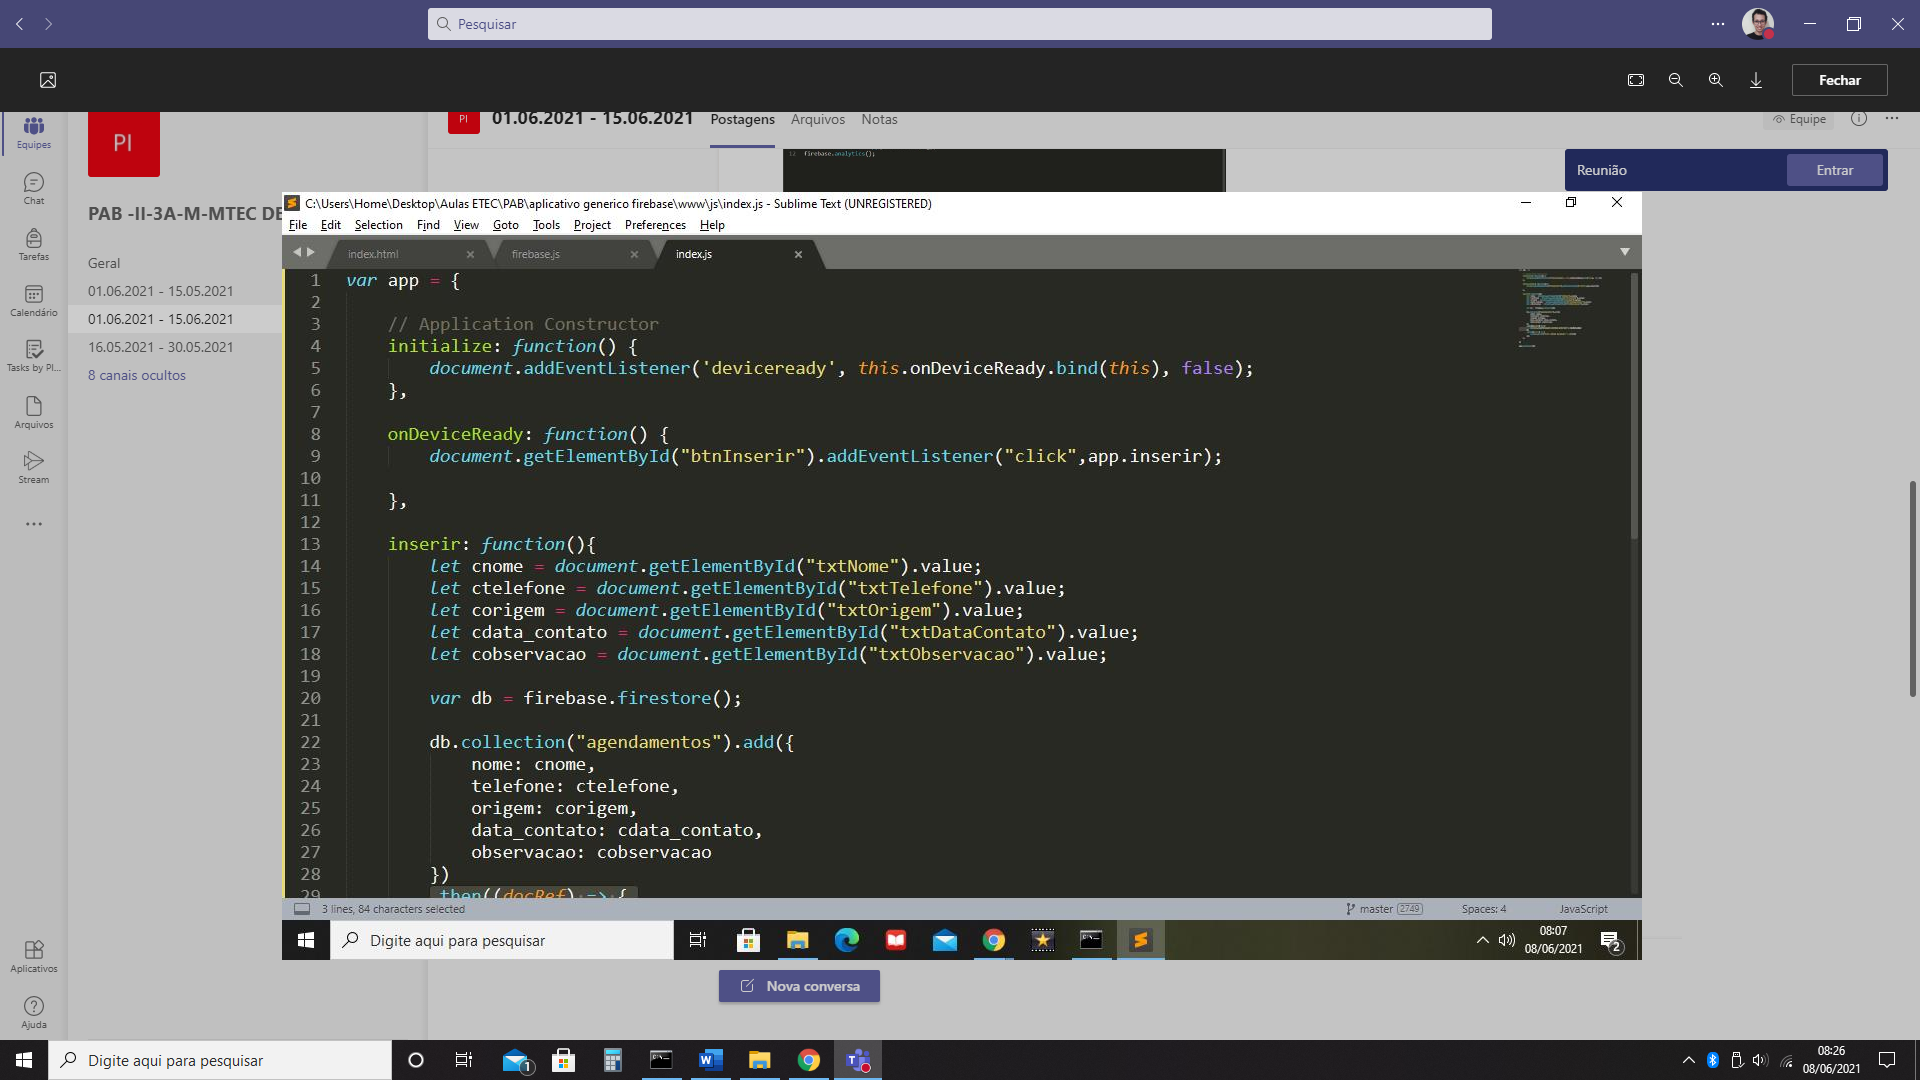 Pesquisar
Fechar
PI
01.06.2021 - 15.06.2021
Postagens
Arquivos
Notas
Equipe
12 firebase.analytics();
Reunião
Entrar
Equipes
Chat
Tarefas
Calendário
Tasks by Pl...
Arquivos
Stream
Aplicativos
Ajuda
PI
PAB -II-3A-M-MTEC DE
Geral
01.06.2021 - 15.05.2021
01.06.2021 - 15.06.2021
16.05.2021 - 30.05.2021
8 canais ocultos
C:\Users\Home\Desktop\Aulas ETEC\PAB\aplicativo generico firebase\www\js\index.js - Sublime Text (UNREGISTERED)
File Edit Selection Find View Goto Tools Project Preferences Help
index.html
firebase.js
index.js
1 var app = {
2
3 // Application Constructor
4 initialize: function() {
5 document.addEventListener('deviceready', this.onDeviceReady.bind(this), false);
6 },
7
8 onDeviceReady: function() {
9 document.getElementById("btnInserir").addEventListener("click",app.inserir);
10
11 },
12
13 inserir: function(){
14 let cnome = document.getElementById("txtNome").value;
15 let ctelefone = document.getElementById("txtTelefone").value;
16 let corigem = document.getElementById("txtOrigem").value;
17 let cdata_contato = document.getElementById("txtDataContato").value;
18 let cobservacao = document.getElementById("txtObservacao").value;
19
20 var db = firebase.firestore();
21
22 db.collection("agendamentos").add({
23 nome: cnome,
24 telefone: ctelefone,
25 origem: corigem,
26 data_contato: cdata_contato,
27 observacao: cobservacao
28 })
29 .then((docRef) => {
3 lines, 84 characters selected
master 2749
Spaces: 4
JavaScript
Digite aqui para pesquisar
08:07
08/06/2021
2
Nova conversa
Digite aqui para pesquisar
1
08:26
08/06/2021